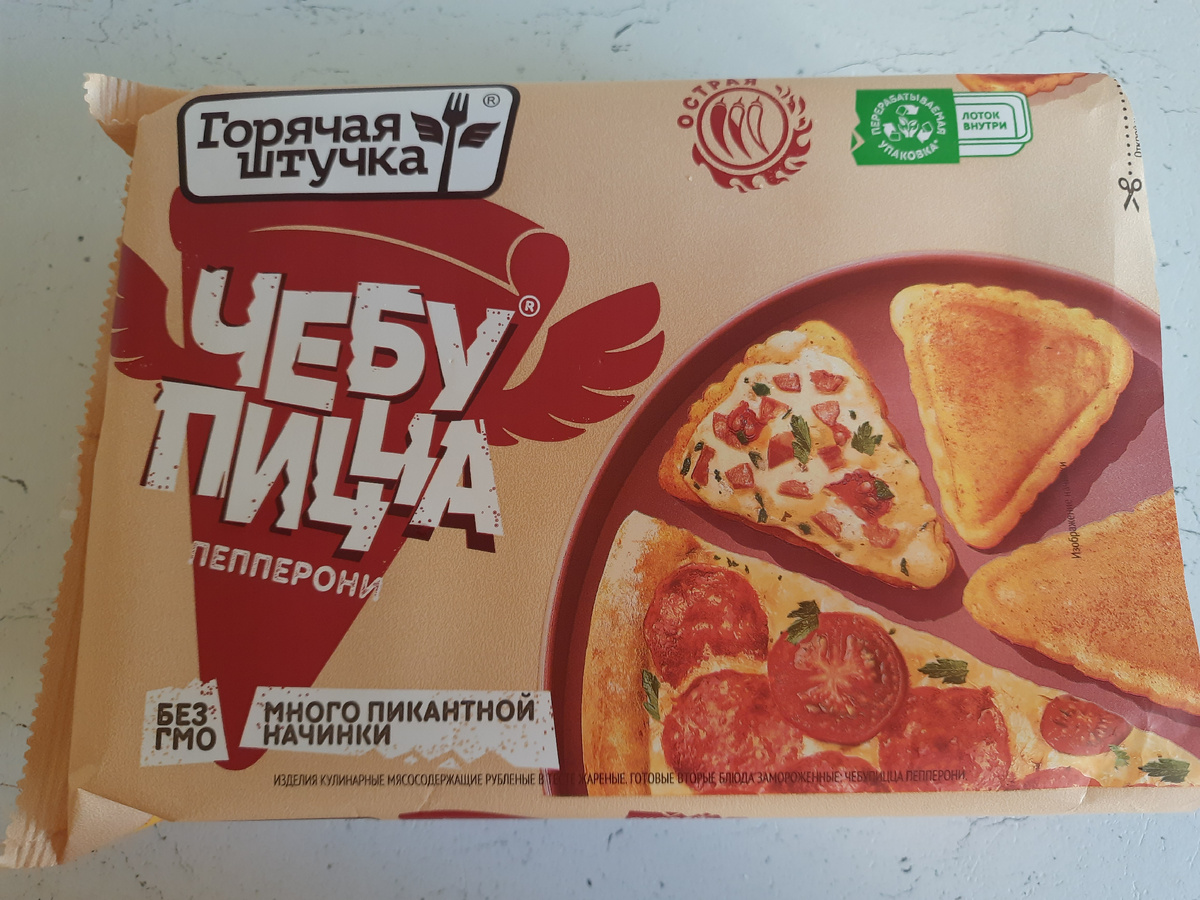 Горячая
штучка
®
ОСТРАЯ
ПЕРЕРАБАТЫВАЕМАЯ
УПАКОВКА*
ЛОТОК
ВНУТРИ
ЧЕБУ®
ПИЦЦА
ПЕППЕРОНИ
БЕЗ
ГМО
МНОГО ПИКАНТНОЙ
НАЧИНКИ
ИЗДЕЛИЯ КУЛИНАРНЫЕ МЯСОСОДЕРЖАЩИЕ РУБЛЕНЫЕ В ТЕСТЕ ЖАРЕНЫЕ. ГОТОВЫЕ ВТОРЫЕ БЛЮДА ЗАМОРОЖЕННЫЕ: ЧЕБУПИЦЦА ПЕППЕРОНИ.
Изображение